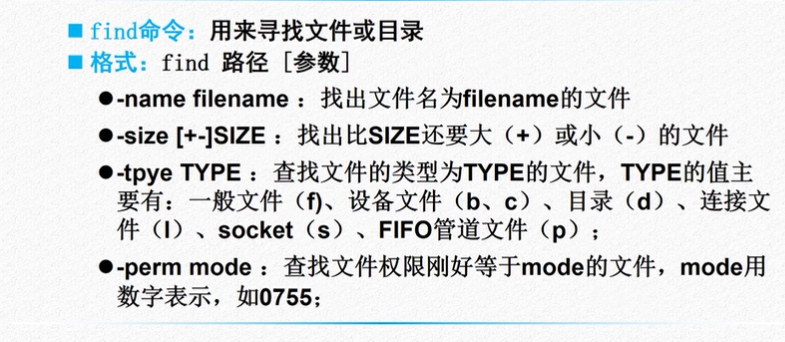 ■ find命令：用来寻找文件或目录
■ 格式：find 路径 [参数]
●-name filename ：找出文件名为filename的文件
●-size [+-]SIZE ：找出比SIZE还要大（+）或小（-）的文件
●-tpye TYPE ：查找文件的类型为TYPE的文件，TYPE的值主
要有：一般文件（f)、设备文件（b、c）、目录（d）、连接文
件（l）、socket（s）、FIFO管道文件（p）；
●-perm mode ：查找文件权限刚好等于mode的文件，mode用
数字表示，如0755；